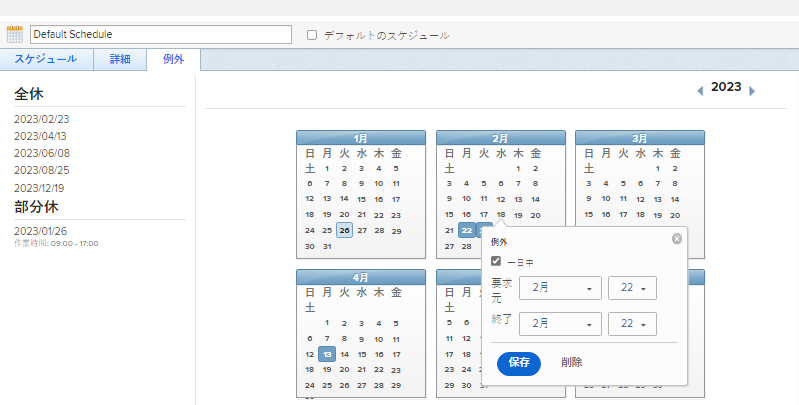 Default Schedule
デフォルトのスケジュール
スケジュール 詳細 例外
全休
2023/02/23
2023/04/13
2023/06/08
2023/08/25
2023/12/19
部分休
2023/01/26
作業時間: 09:00 - 17:00
2023
1月
日 月 火 水 木 金
土 1 2 3 4 5
6 7 8 9 10 11
12 13 14 15 16 17
18 19 20 21 22 23
24 25 26 27 28 29
30 31
2月
日 月 火 水 木 金
土 1 2
3 4 5 6 7 8
9 10 11 12 13 14
15 16 17 18 19 20
21 22
27 28
3月
日 月 火 水 木 金
土 1 2
3 4 5 6 7 8
9 10 11 12 13 14
15 16 17 18 19 20
4月
日 月 火 水 木 金
土
1 2 3 4 5
6 7 8 9 10 11
12 13 14 15 16 17
18 19 20 21 22 23
24 25 26 27 28 29
日 月
土
5 6
11 12
17 18
23 24
29 30
例外
一日中
要求元 2月 22
終了 2月 22
保存 削除